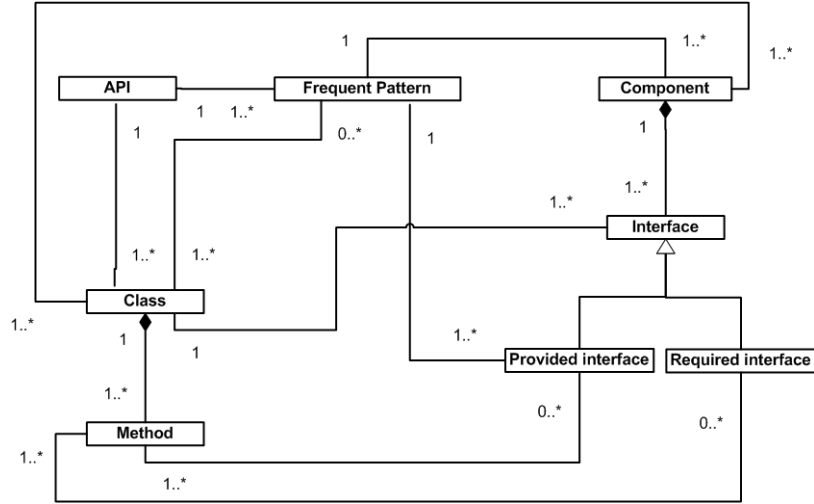 1
1..*
1..*
API
Frequent Pattern
Component
1
1..*
1
1
0..*
1
1..*
1..*
Interface
1..*
1..*
Class
1..*
1
1
1..*
Provided interface
Required interface
1..*
0..*
0..*
Method
1..*
1..*